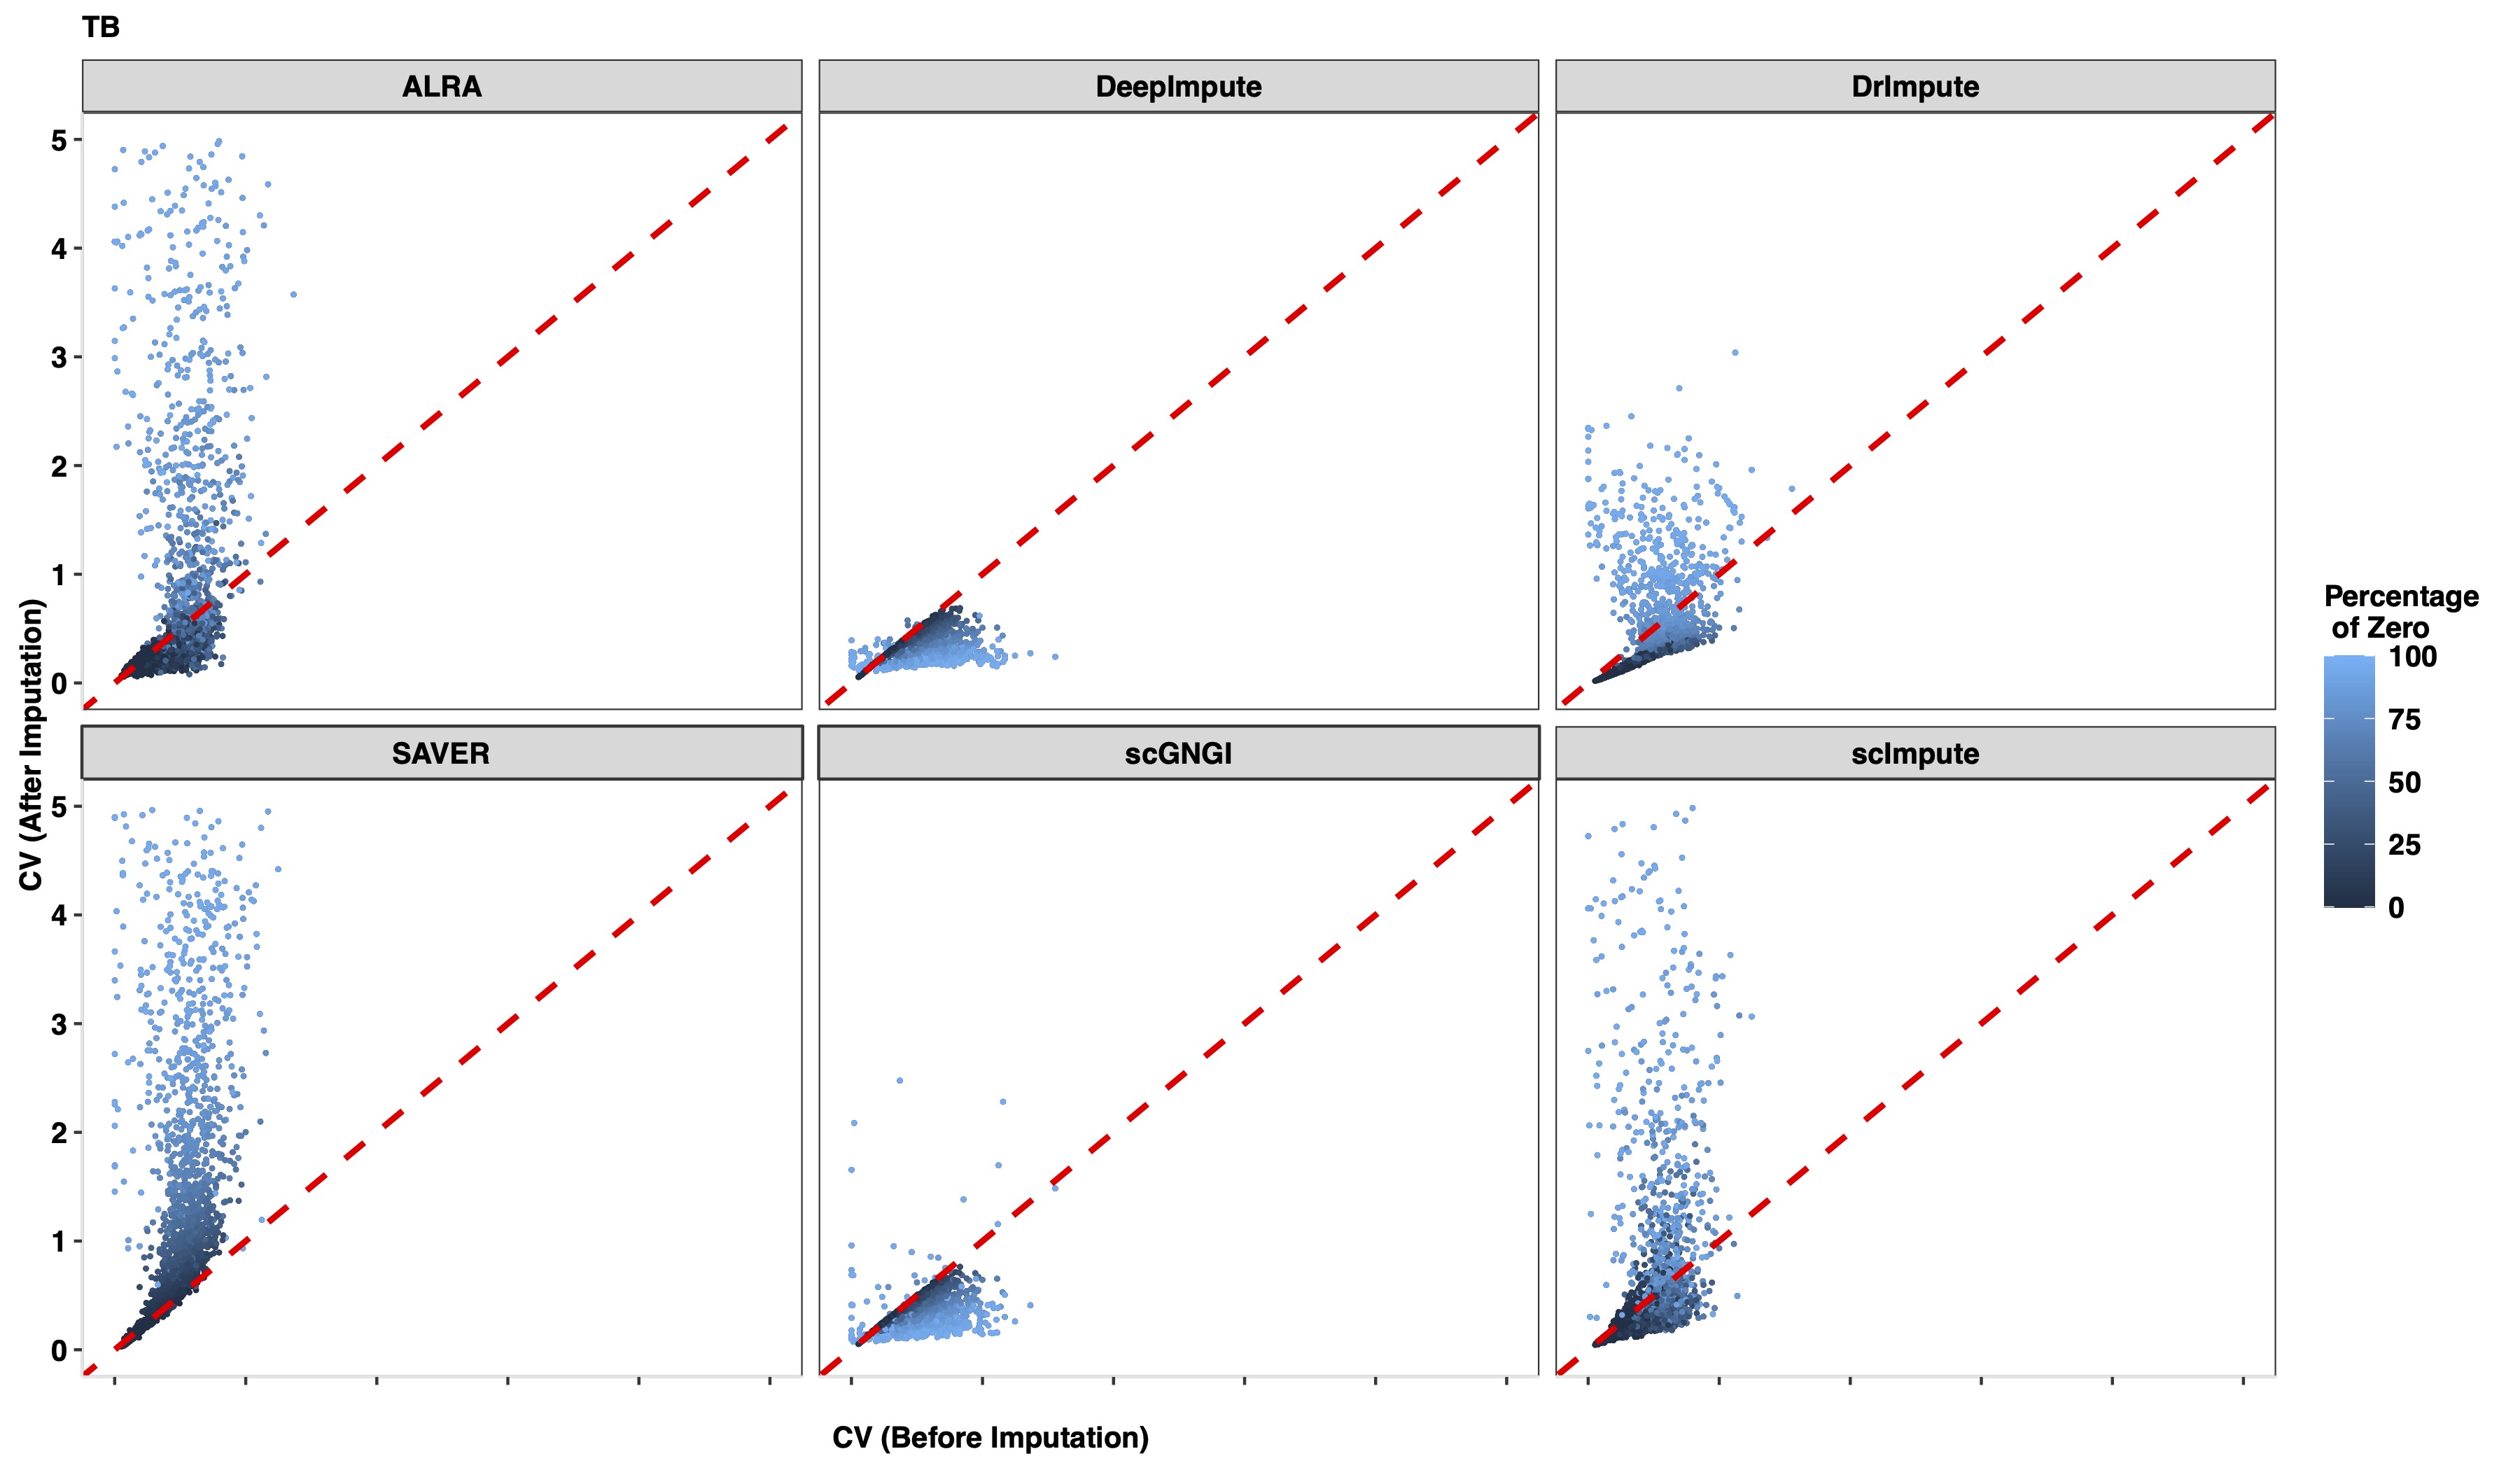 TB
ALRA
DeepImpute
DrImpute
5
4
3
2
1
0
SAVER
scGNGI
scImpute
5
4
3
2
1
0
CV (After Imputation)
CV (Before Imputation)
Percentage
of Zero
100
75
50
25
0